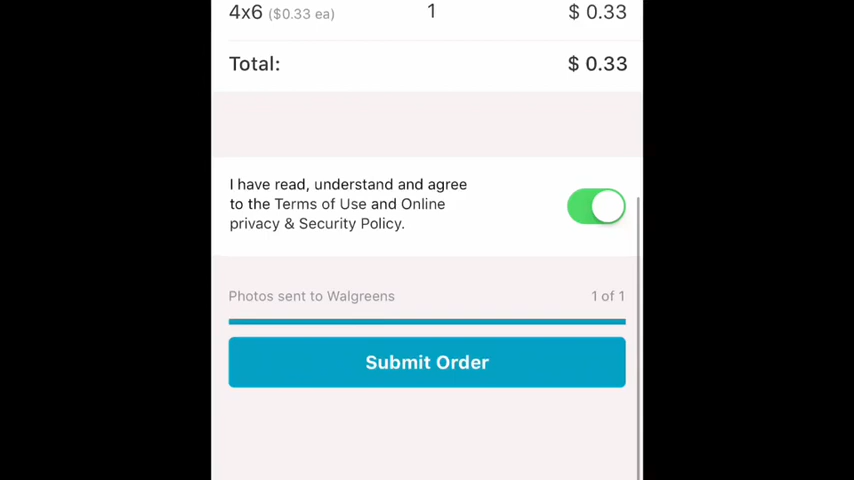 4x6 ($0.33 ea) 1 $ 0.33
Total: $ 0.33
I have read, understand and agree
to the Terms of Use and Online
privacy & Security Policy.
Photos sent to Walgreens 1 of 1
Submit Order